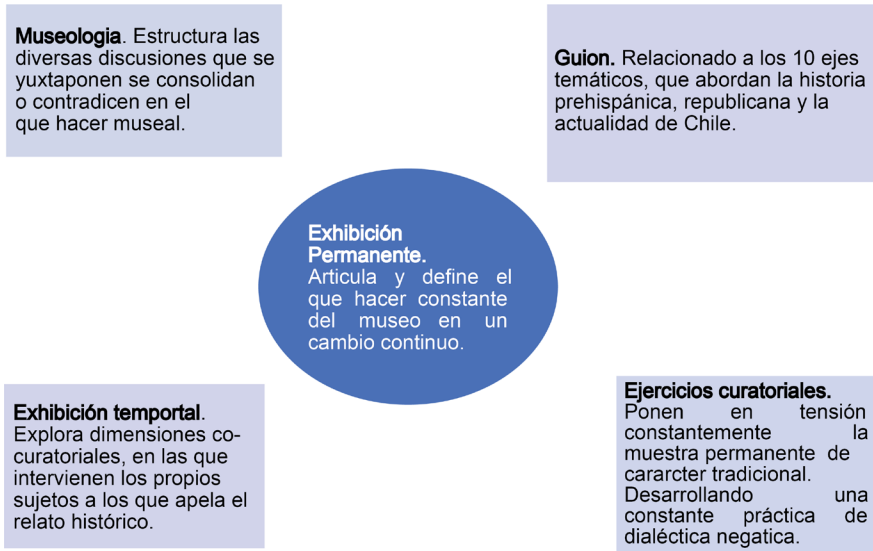 Museologia. Estructura las
diversas discusiones que se
yuxtaponen se consolidan
o contradicen en el
que hacer museal.
Guion. Relacionado a los 10 ejes
temáticos, que abordan la historia
prehispánica, republicana y la
actualidad de Chile.
Exhibición
Permanente.
Articula y define el
que hacer constante
del museo en un
cambio continuo.
Exhibición temportal.
Explora dimensiones co-
curatoriales, en las que
intervienen los propios
sujetos a los que apela el
relato histórico.
Ejercicios curatoriales.
Ponen en tensión
constantemente la
muestra permanente de
cararcter tradicional.
Desarrollando una
constante práctica de
dialéctica negatica.